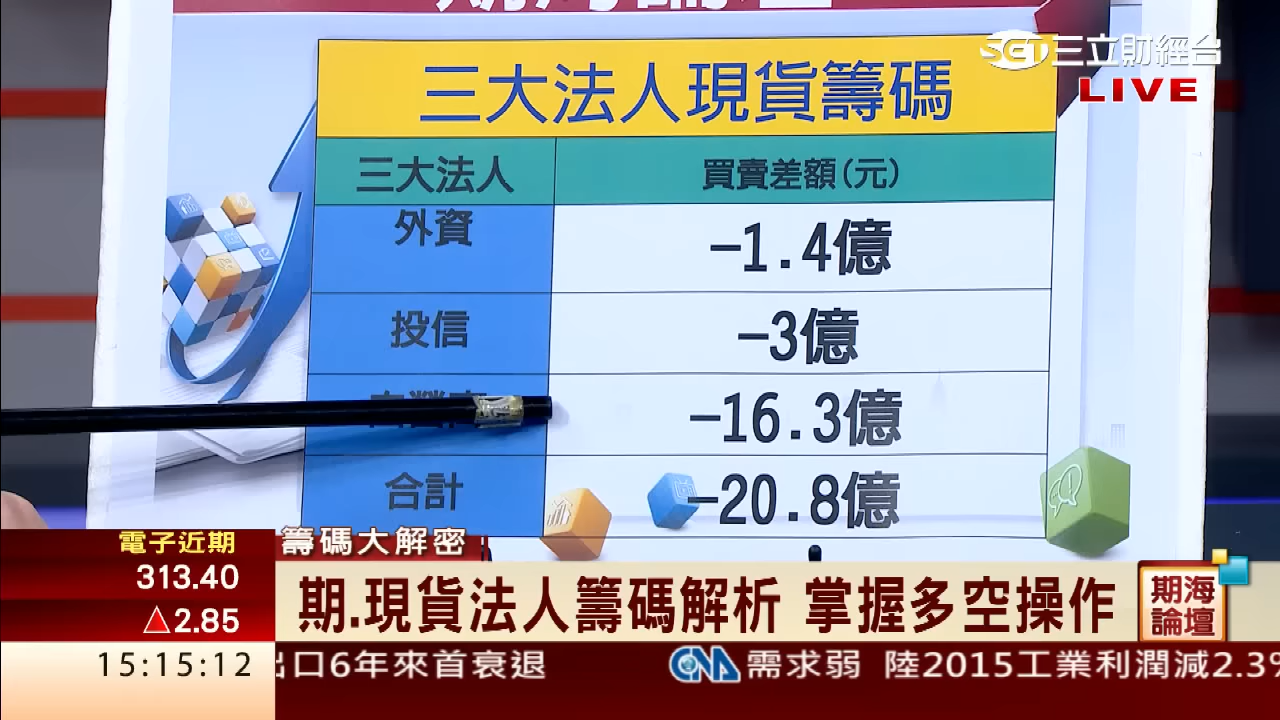 SET三立財經台
LIVE
三大法人現貨籌碼
三大法人 買賣差額(元)
外資 -1.4億
投信 -3億
-16.3億
合計 -20.8億
電子近期
313.40
△2.85
15:15:12
籌碼大解密
期.現貨法人籌碼解析 掌握多空操作
期海
論壇
出口6年來首衰退 CNA 需求弱 陸2015工業利潤減2.3%